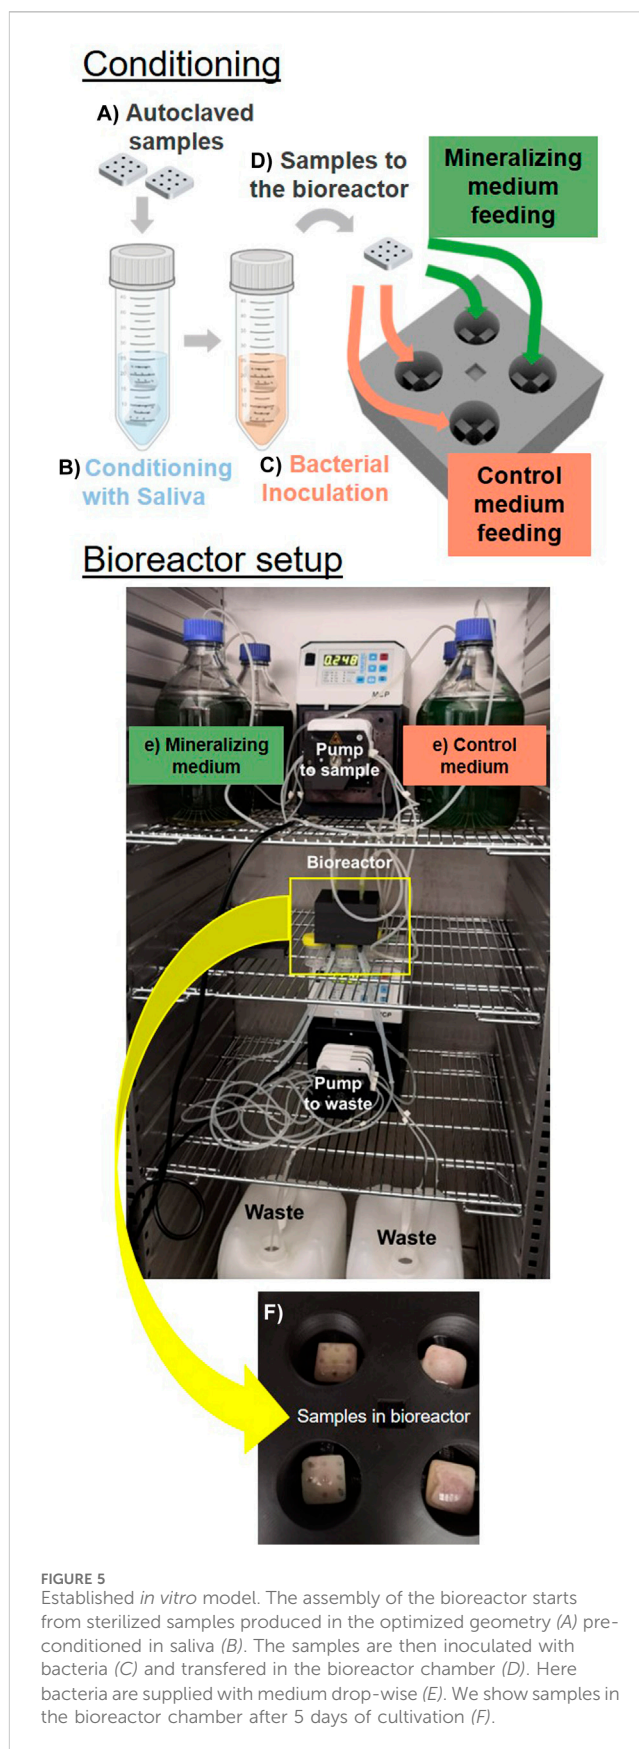 Conditioning
A) Autoclaved
samples
D) Samples to
the bioreactor
Mineralizing
medium
feeding
B) Conditioning
with Saliva
C) Bacterial
Inoculation
Control
medium
feeding
Bioreactor setup
0.248
MCP
e) Mineralizing
medium
Pump
to sample
e) Control
medium
Bioreactor
MCP
Pump
to waste
Waste
Waste
F)
Samples in bioreactor
FIGURE 5
Established in vitro model. The assembly of the bioreactor starts
from sterilized samples produced in the optimized geometry (A) pre-
conditioned in saliva (B). The samples are then inoculated with
bacteria (C) and transfered in the bioreactor chamber (D). Here
bacteria are supplied with medium drop-wise (E). We show samples in
the bioreactor chamber after 5 days of cultivation (F).